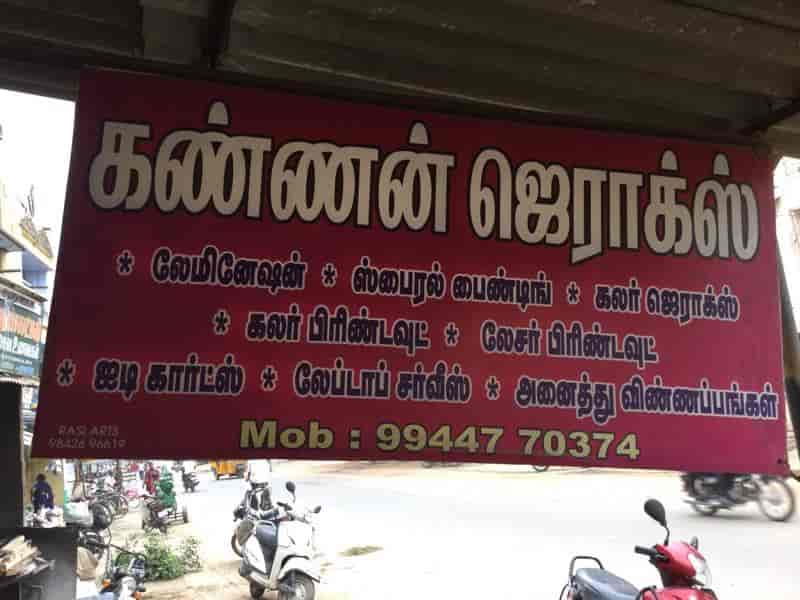 கண்ணன் ஜெராக்ஸ்
* லேமினேஷன் * ஸ்பைரல் பைண்டிங் * கலர் ஜெராக்ஸ்
* கலர் பிரிண்டவுட் * லேசர் பிரிண்டவுட்
* ஐடி கார்ட்ஸ் * லேப்டாப் சர்வீஸ் * அனைத்து விண்ணப்பங்கள்
RASI ARTS
98426 96619
Mob : 99447 70374